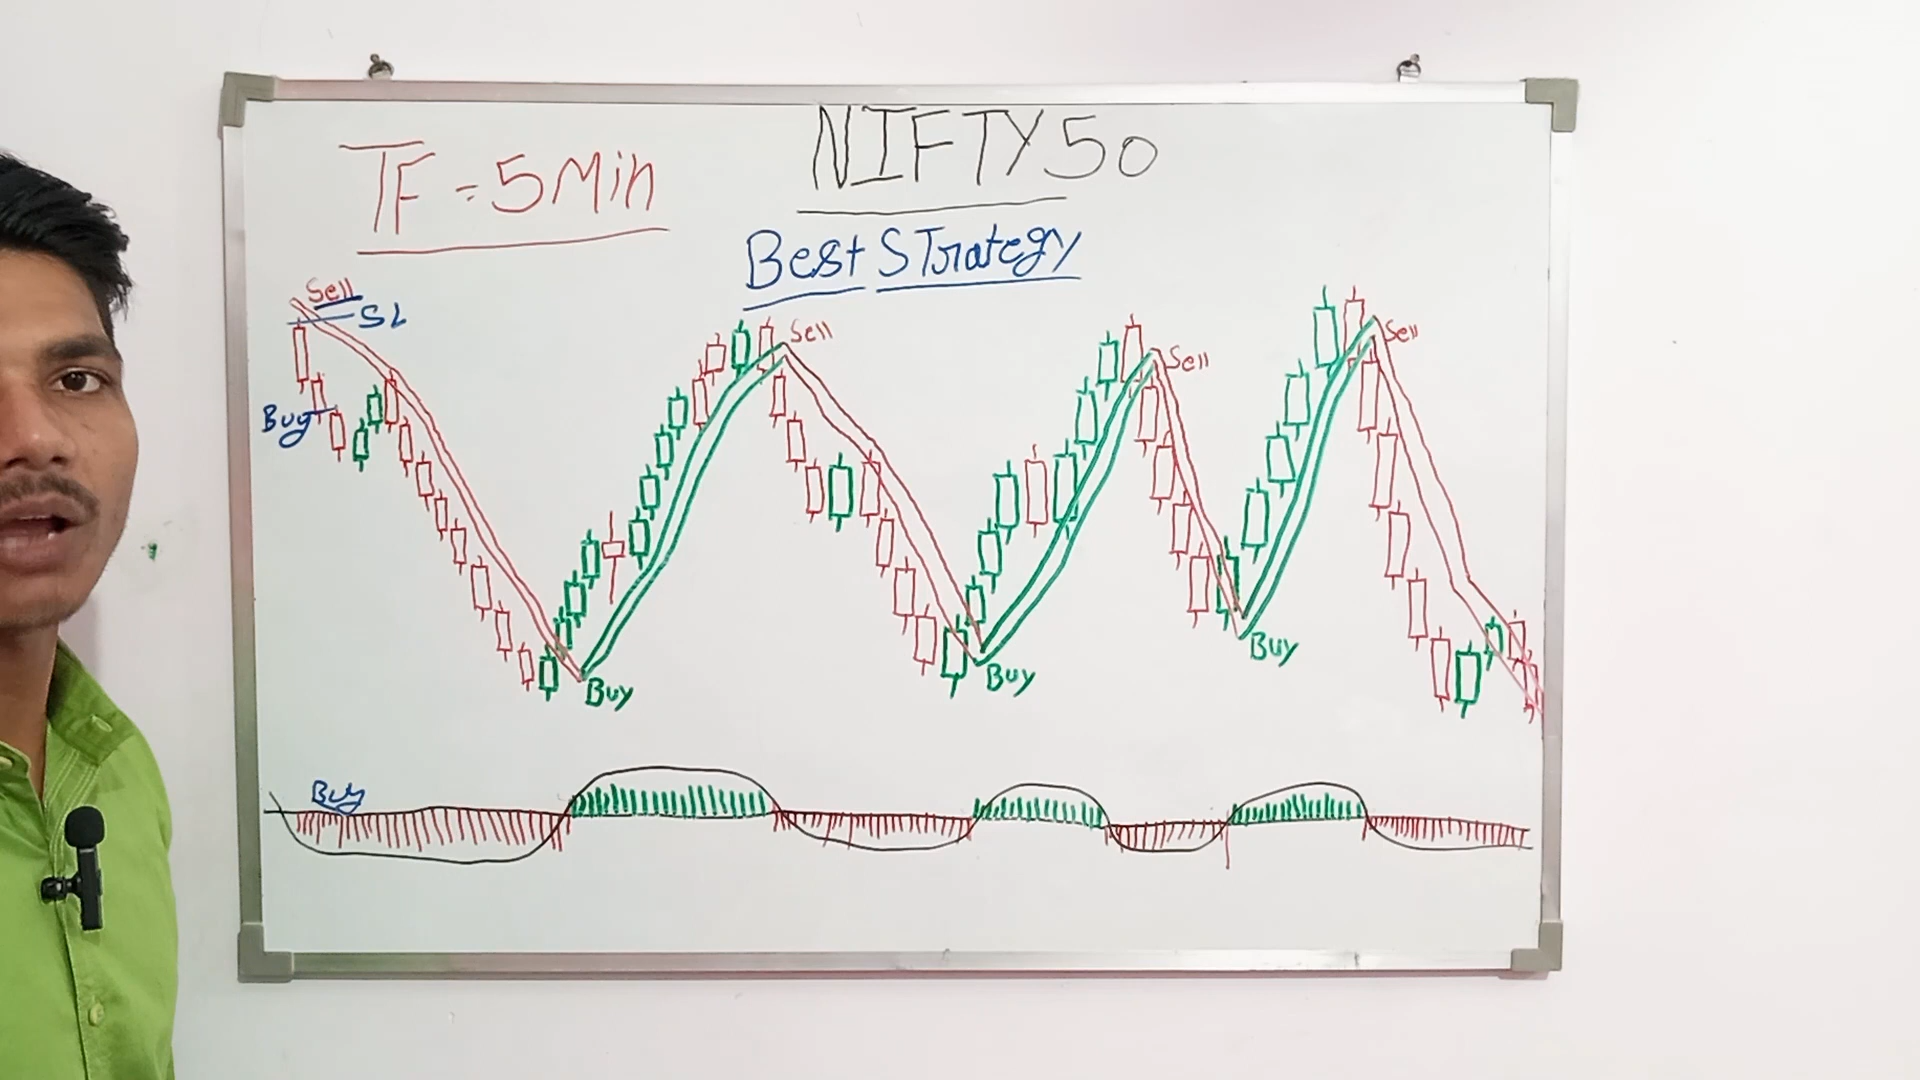 NIFTY 50
TF = 5 Min
Best STrategy
Sell
SL
Buy
Sell
Sell
Sell
Buy
Buy
Buy
Buy